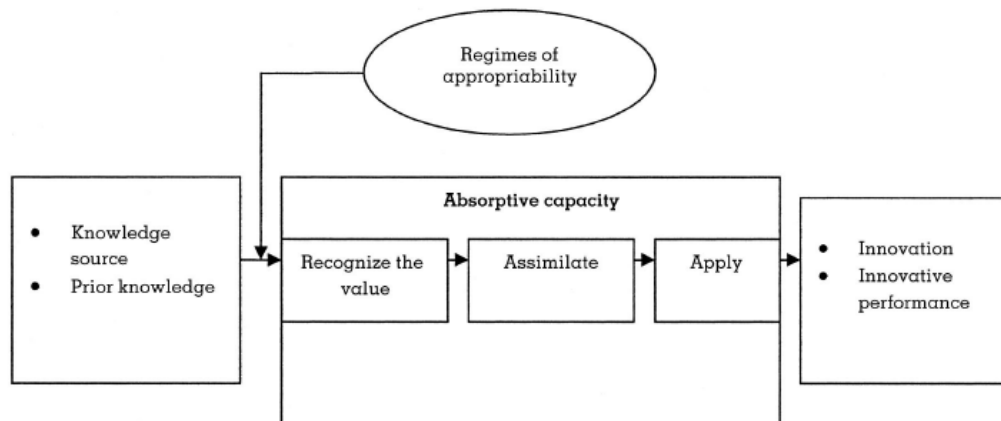 Regimes of
appropriability
Absorptive capacity
• Knowledge
source
• Prior knowledge
Recognize the
value
Assimilate
Apply
• Innovation
• Innovative
performance